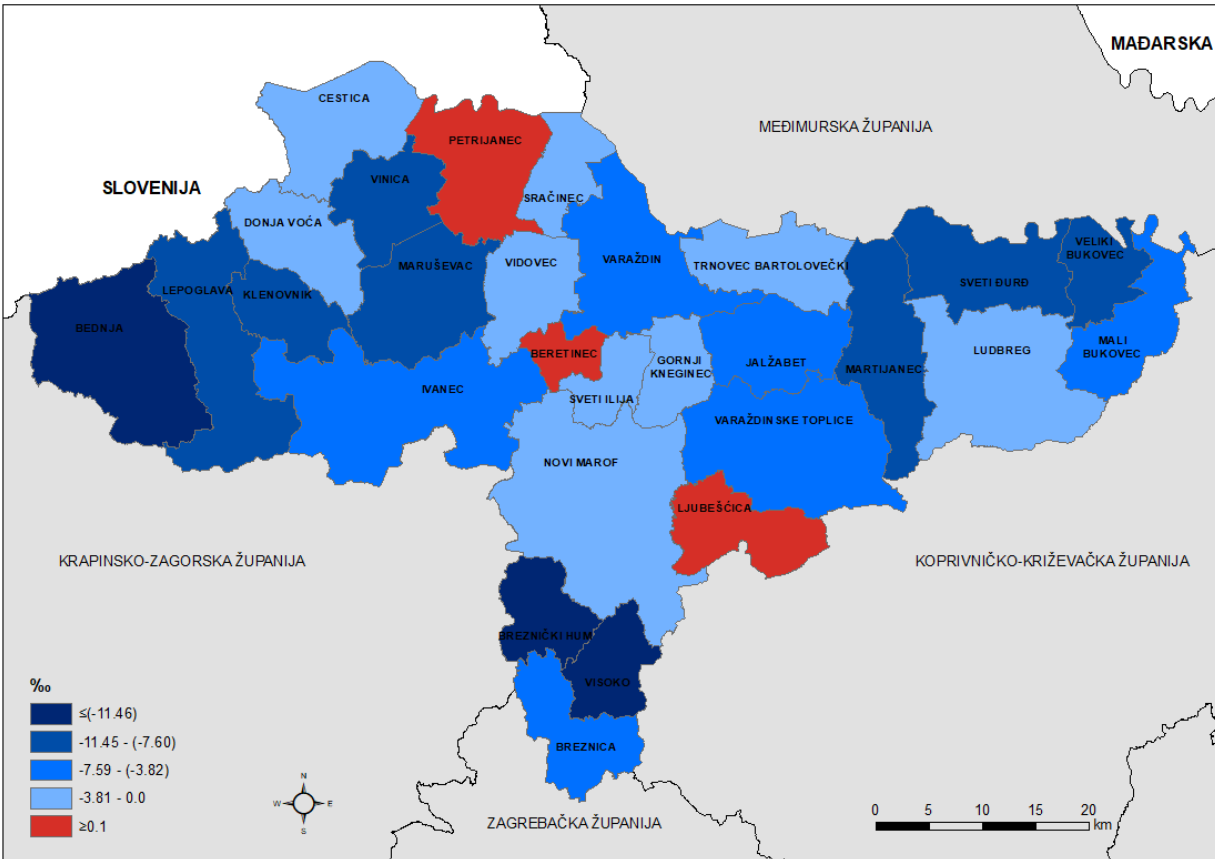 MAĐARSKA
CESTICA
MEĐIMURSKA ŽUPANIJA
PETRIJANEC
VINICA
SLOVENIJA
SRAČINEC
DONJA VOĆA
VELIKI
BUKOVEC
VARAŽDIN
VIDOVEC
TRNOVEC BARTOLOVEČKI
MARUŠEVAC
SVETI ĐURĐ
LEPOGLAVA
KLENOVNIK
BEDNJA
MALI
BUKOVEC
LUDBREG
BERETINEC
GORNJI
KNEGINEC
JALŽABET
MARTIJANEC
IVANEC
SVETI ILIJA
VARAŽDINSKE TOPLICE
NOVI MAROF
LJUBEŠĆICA
KRAPINSKO-ZAGORSKA ŽUPANIJA
KOPRIVNIČKO-KRIŽEVAČKA ŽUPANIJA
BREZNIČKI HUM
VISOKO
BREZNICA
‰
≤(-11.46)
-11.45 - (-7.60)
-7.59 - (-3.82)
-3.81 - 0.0
≥0.1
N
W E
S
0 5 10 15 20
km
ZAGREBAČKA ŽUPANIJA